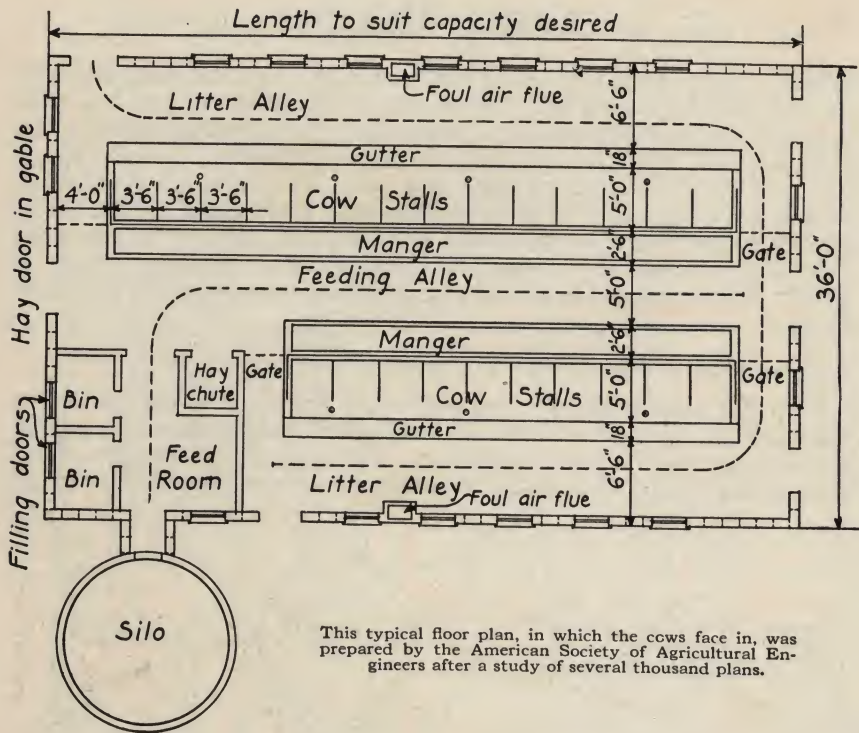 Length to suit capacity desired
Litter Alley
Foul air flue
6'-6"
Gutter
18"
4'-0" 3'-6" 3'-6" 3'-6"
Cow Stalls
5'-0"
Manger
2'-6"
Gate
Feeding Alley
5'-0"
36'-0"
Hay door in gable
Manger
2'-6"
Hay
chute
Gate
Gate
Bin
Cow Stalls
5'-0"
Gutter
18"
Filling doors
Bin
Feed
Room
Litter Alley
6'-6"
Foul air flue
Silo
This typical floor plan, in which the cows face in, was
prepared by the American Society of Agricultural En-
gineers after a study of several thousand plans.